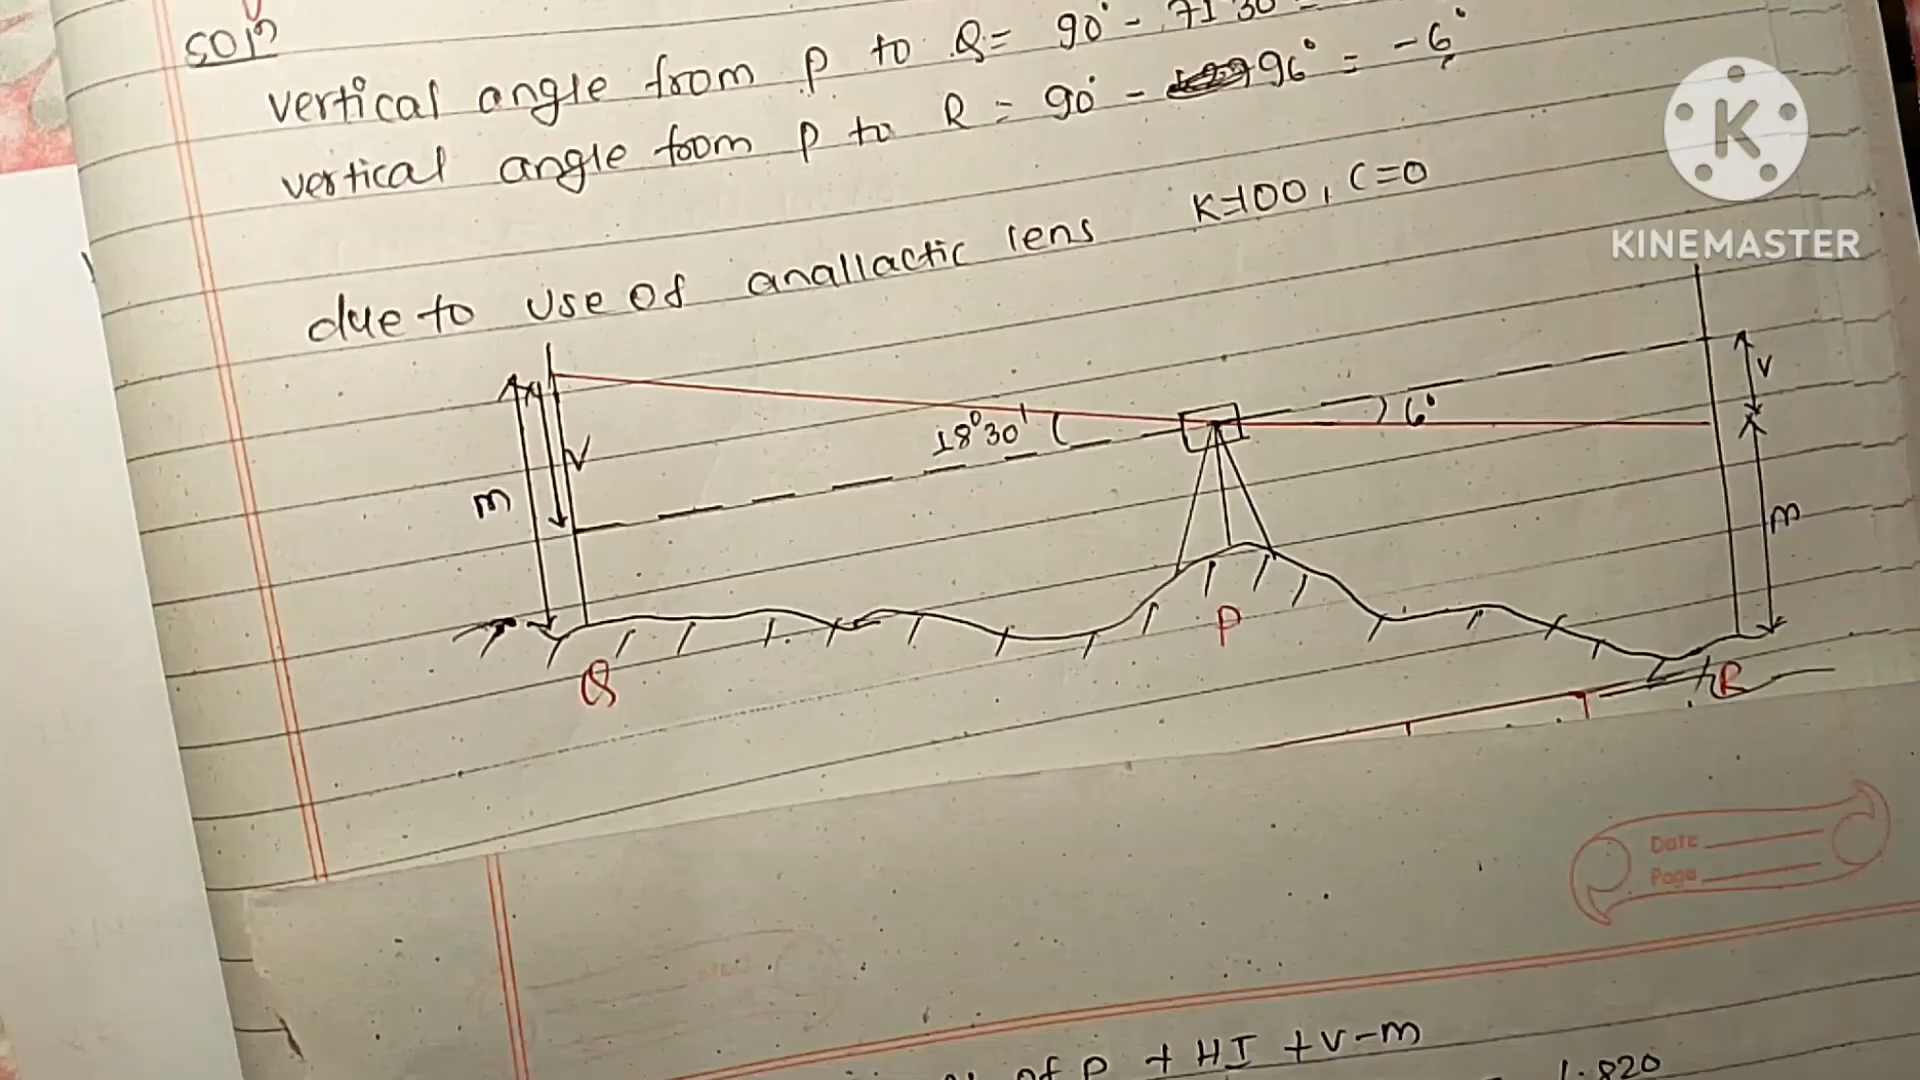 soln
vertical angle from P to Q = 90° - 71°30
vertical angle from P to R = 90° - 96° = -6°
K=100, C=0
due to use of anallactic lens
K
KINEMASTER
V
6°
18°30'
V
m
m
P
Q
R
Date
Page
of P + HI + V - m
1.820